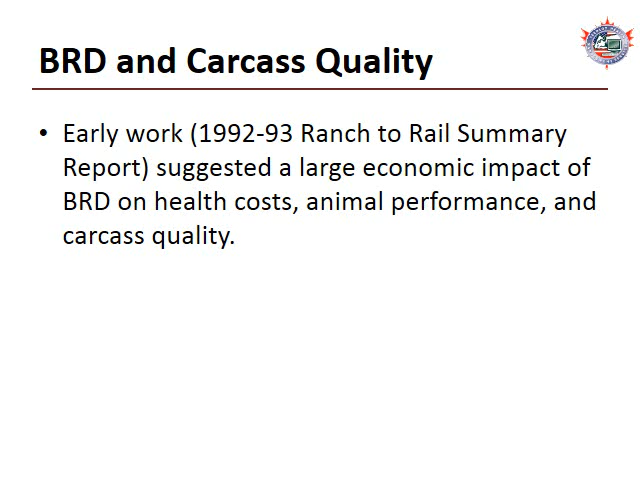 BRD and Carcass Quality
• Early work (1992-93 Ranch to Rail Summary
Report) suggested a large economic impact of
BRD on health costs, animal performance, and
carcass quality.